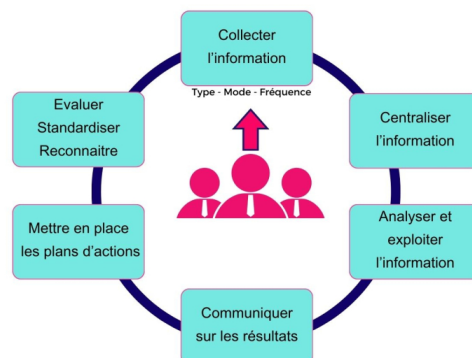 Collecter
l'information
Type - Mode - Fréquence
Centraliser
l'information
Analyser et
exploiter
l'information
Communiquer
sur les résultats
Mettre en place
les plans d'actions
Evaluer
Standardiser
Reconnaitre